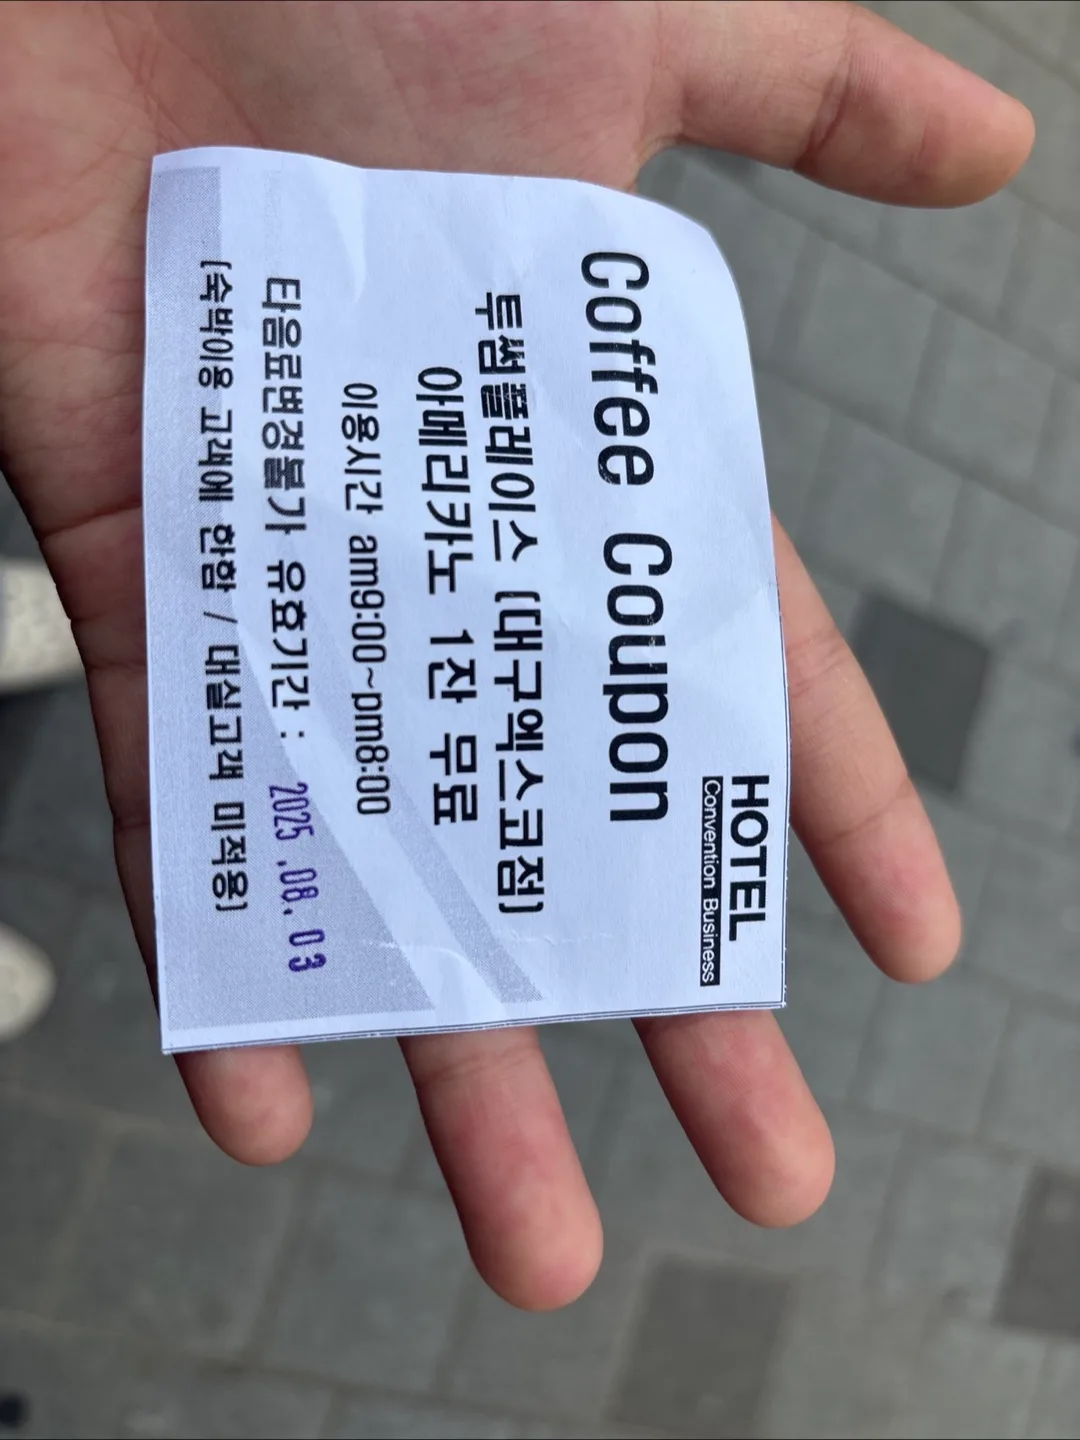 HOTEL
Convention Business
Coffee Coupon
투썸플레이스 (대구엑스코점)
아메리카노 1잔 무료
이용시간 am9:00~pm8:00
타음료변경불가 유효기간 : 2025.08.03
(숙박이용 고객에 한함 / 대실고객 미적용)